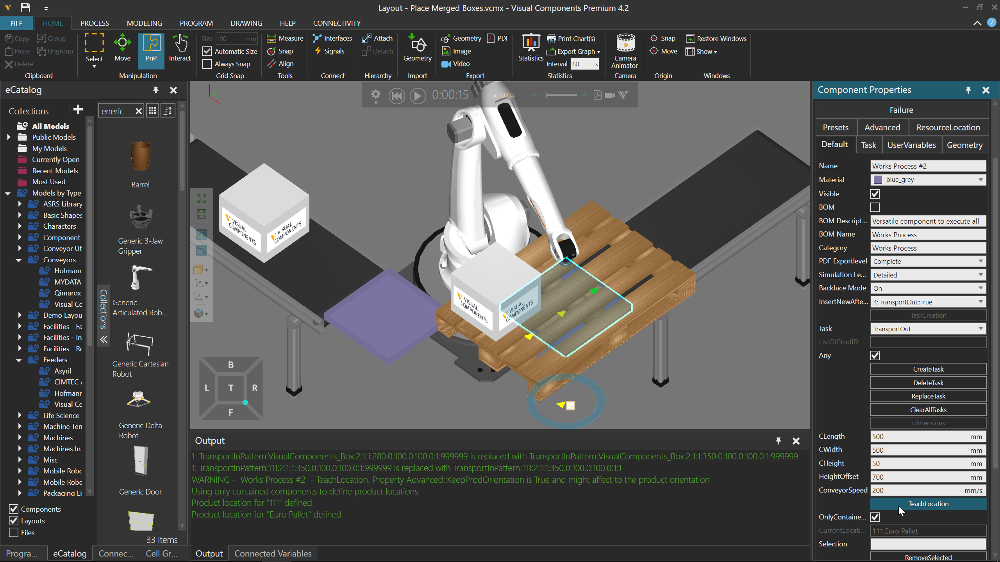 Layout - Place Merged Boxes.vcmx - Visual Components Premium 4.2
FILE HOME PROCESS MODELING PROGRAM DRAWING HELP CONNECTIVITY
Copy Group
Paste Ungroup
Delete
Clipboard
Select Move PnP Interact
Manipulation
Size 100 mm
Automatic Size
Always Snap
Grid Snap
Measure
Snap
Align
Tools
Interfaces
Signals
Connect
Attach
Detach
Hierarchy
Geometry
Import
Geometry PDF
Image
Video
Export
Statistics
Print Chart(s)
Export Graph
Interval 60 s
Statistics
Camera
Animator
Camera
Snap
Move
Origin
Restore Windows
Show
Windows
eCatalog
Collections
eneric
All Models
Public Models
My Models
Currently Open
Recent Models
Most Used
Models by Type
ASRS Library
Basic Shapes
Characters
Component
Conveyor Ut
Conveyors
Hofmanr
MYDATA
Qimarox
Visual Co
Demo Layou
Facilities - Fa
Facilities - In
Facilities - Ro
Feeders
Asyril
CIMTEC
Hofmanr
Visual Co
Life Science
Machine Ten
Machines
Machines In-
Misc
Mobile Robo
Mobile Robo
Packaging Li
Components
Layouts
Files
Collections
Barrel
Generic 3-Jaw
Gripper
Generic
Articulated Rob...
Generic Cartesian
Robot
Generic Delta
Robot
Generic Door
33 Items
Progra... eCatalog Connec... Cell Gr...
0:00:15 x 0.04
VISUAL
COMPONENTS
VISUAL
COMPONENTS
VISUAL
COMPONENTS
VISUAL
COMPONENTS
B
L T R
F
Output
1: TransportInPattern:VisualComponents_Box:2:1:1:280.0:100.0:100.0:1:999999 is replaced with TransportInPattern:VisualComponents_Box:2:1:1:350.0:100.0:100.0:1:999999
1: TransportInPattern:111:2:1:1:350.0:100.0:100.0:1:999999 is replaced with TransportInPattern:111:2:1:1:350.0:100.0:100.0:1:1
WARNING - Works Process #2 - TeachLocation. Property Advanced::KeepProdOrientation is True and might affect to the product orientation
Using only contained components to define product locations.
Product location for "111" defined
Product location for "Euro Pallet" defined
Output Connected Variables
Component Properties
Failure
Presets Advanced ResourceLocation
Default Task UserVariables Geometry
Name Works Process #2
Material blue_grey
Visible
BOM
BOM Descript... Versatile component to execute all
BOM Name Works Process
Category Works Process
PDF Exportlevel Complete
Simulation Le... Detailed
Backface Mode On
InsertNewAfte... 4: TransportOut::True
TaskCreation
Task TransportOut
ListOfProdID
Any
CreateTask
DeleteTask
ReplaceTask
ClearAllTasks
Dimensions
CLength 500 mm
CWidth 500 mm
CHeight 50 mm
HeightOffset 700 mm
ConveyorSpeed 200 mm/s
TeachLocation
OnlyContaine...
CurrentLocati... 111,Euro Pallet
Selection
RemoveSelected